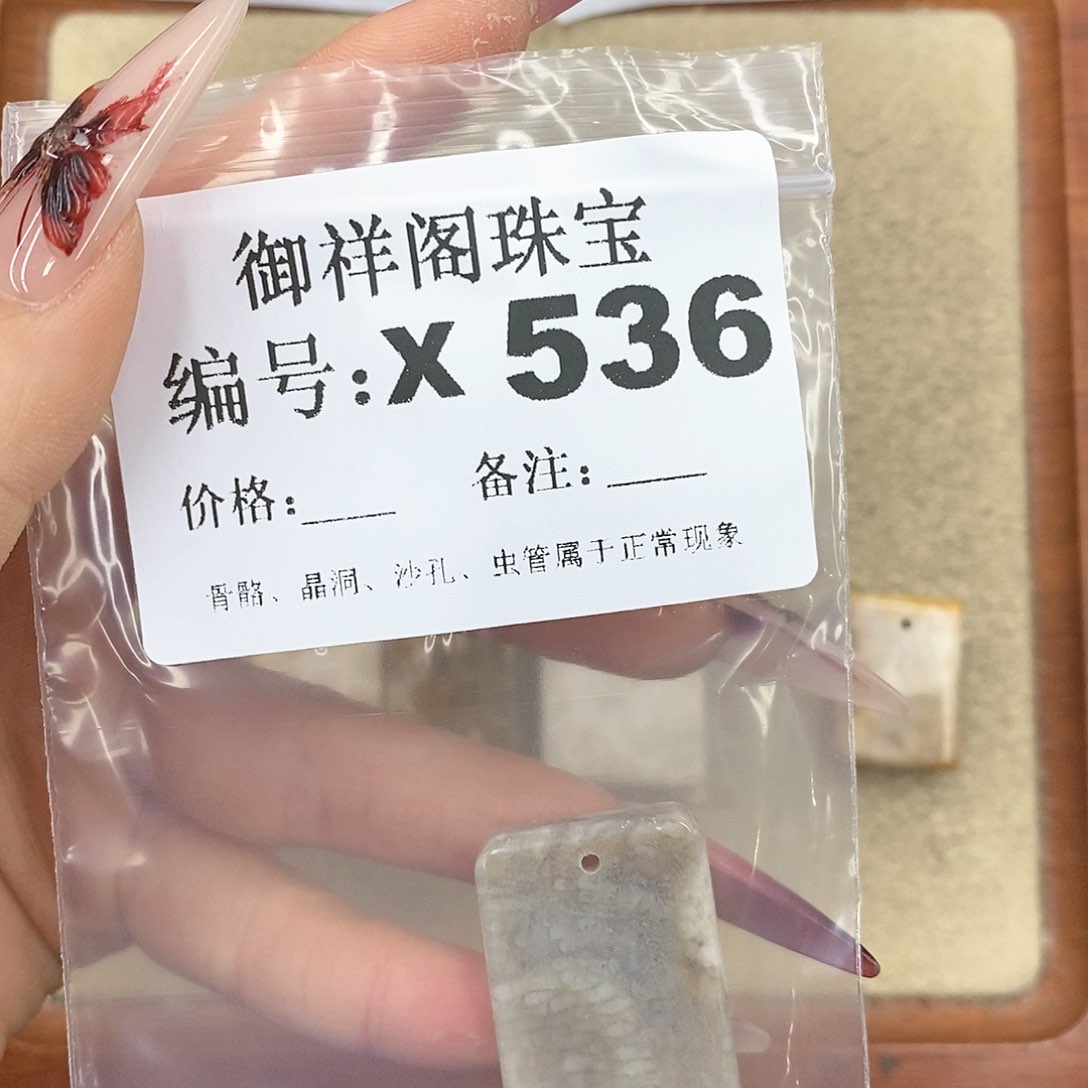 御祥阁珠宝
编号:X 536
价格:____ 备注:____
骨骼、晶洞、沙孔、虫管属于正常现象